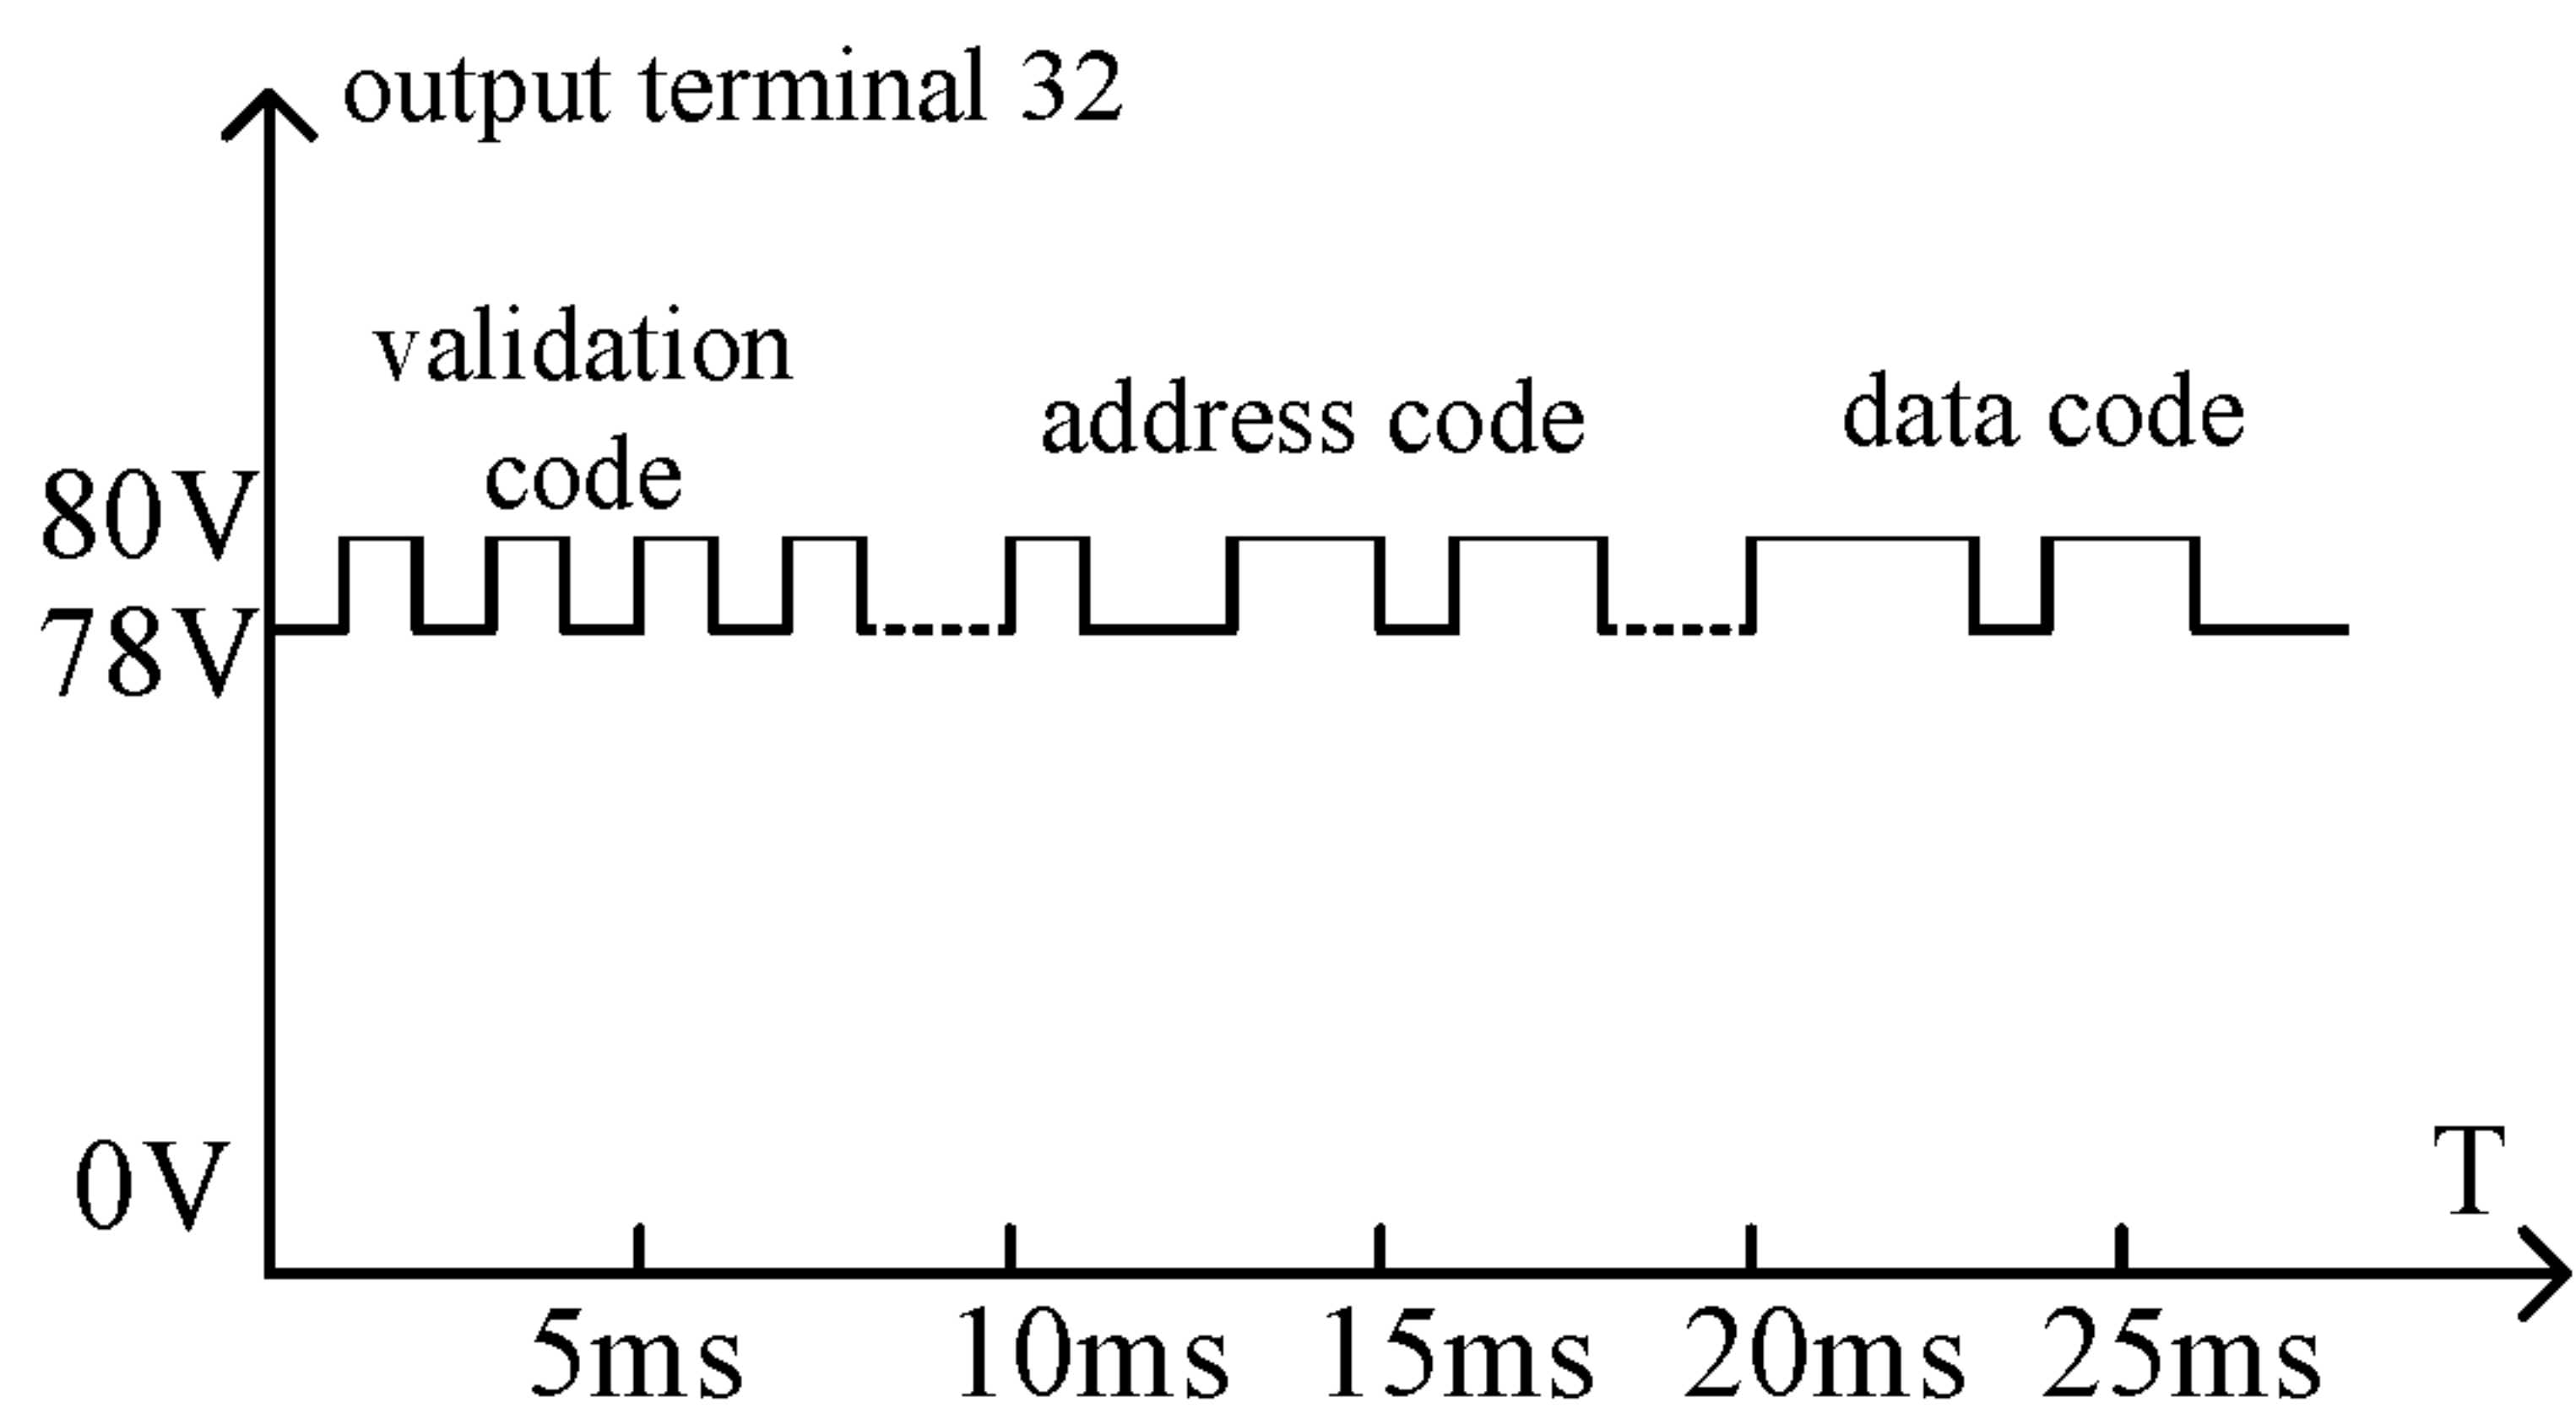 output terminal 32
validation
code
address code
data code
80V
78V
0V
T
5ms
10ms
15ms
20ms
25ms